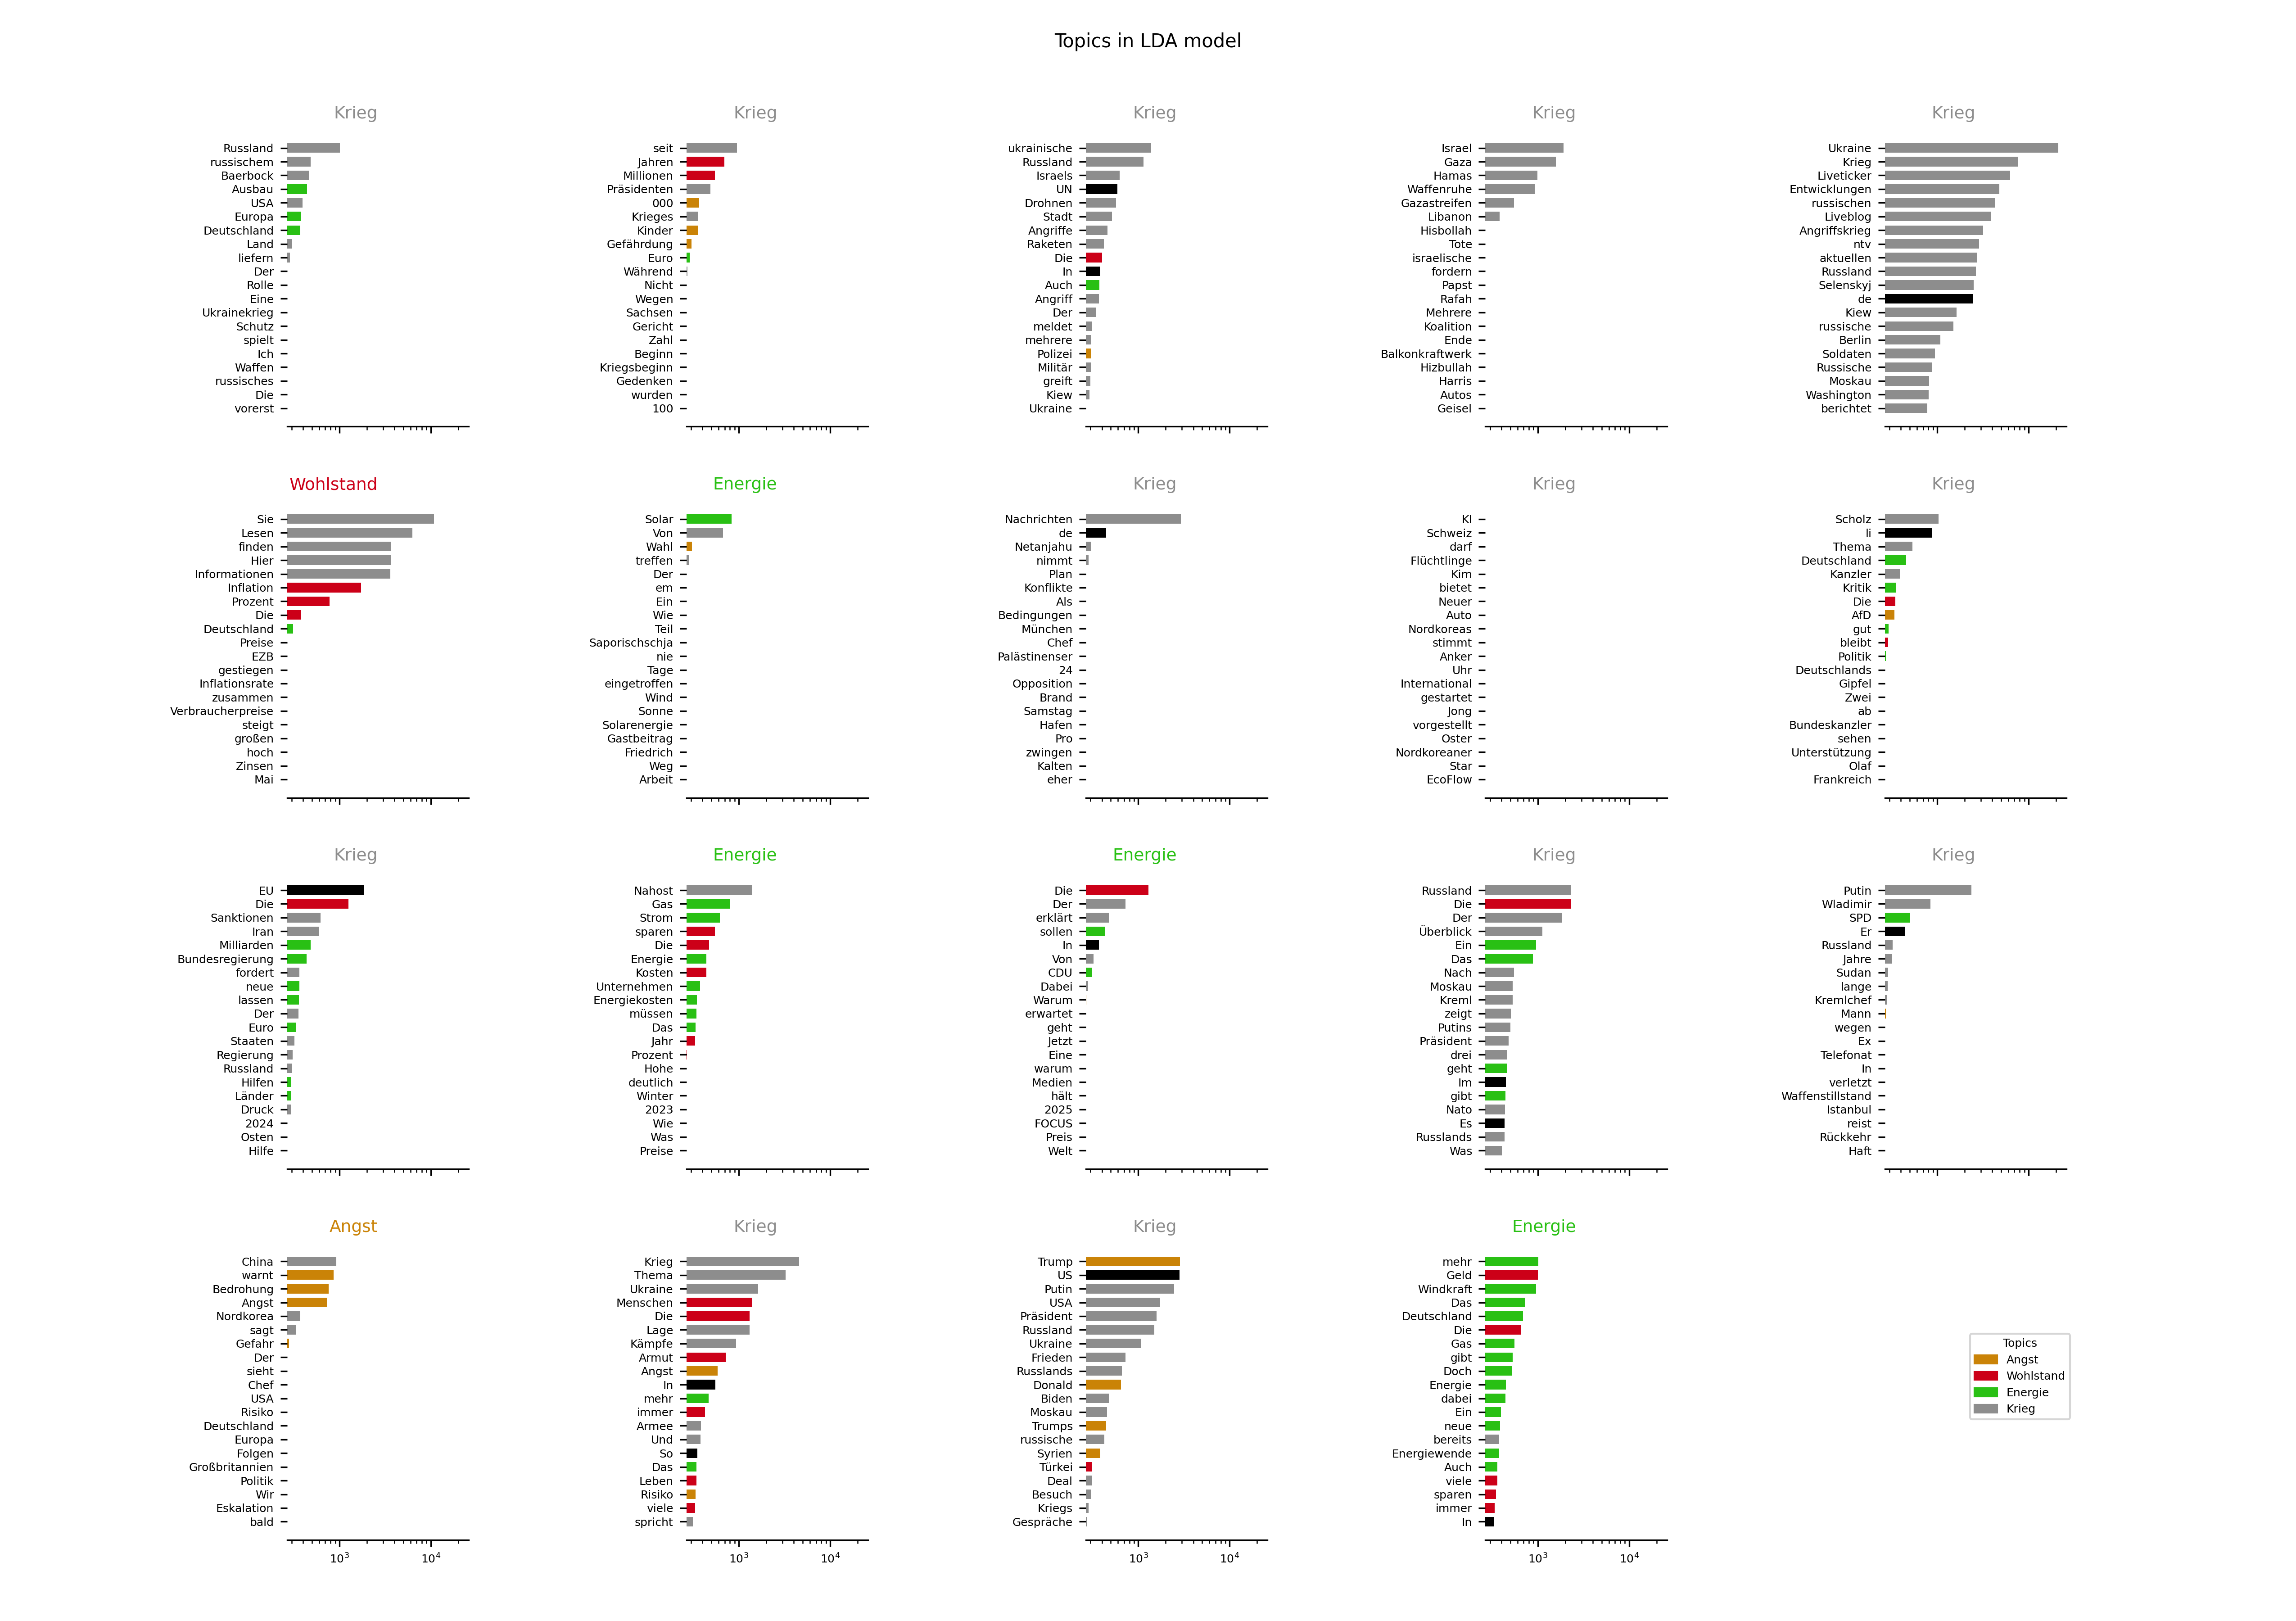 Topics in LDA model
Krieg
Russland
russischem
Baerbock
Ausbau
USA
Europa
Deutschland
Land
liefern
Der
Rolle
Eine
Ukrainekrieg
Schutz
spielt
Ich
Waffen
russisches
Die
vorerst
Krieg
seit
Jahren
Millionen
Präsidenten
000
Krieges
Kinder
Gefährdung
Euro
Während
Nicht
Wegen
Sachsen
Gericht
Zahl
Beginn
Kriegsbeginn
Gedenken
wurden
100
Krieg
ukrainische
Russland
Israels
UN
Drohnen
Stadt
Angriffe
Raketen
Die
In
Auch
Angriff
Der
meldet
mehrere
Polizei
Militär
greift
Kiew
Ukraine
Krieg
Israel
Gaza
Hamas
Waffenruhe
Gazastreifen
Libanon
Hisbollah
Tote
israelische
fordern
Papst
Rafah
Mehrere
Koalition
Ende
Balkonkraftwerk
Hizbullah
Harris
Autos
Geisel
Krieg
Ukraine
Krieg
Liveticker
Entwicklungen
russischen
Liveblog
Angriffskrieg
ntv
aktuellen
Russland
Selenskyj
de
Kiew
russische
Berlin
Soldaten
Russische
Moskau
Washington
berichtet
Wohlstand
Sie
Lesen
finden
Hier
Informationen
Inflation
Prozent
Die
Deutschland
Preise
EZB
gestiegen
Inflationsrate
zusammen
Verbraucherpreise
steigt
großen
hoch
Zinsen
Mai
Energie
Solar
Von
Wahl
treffen
Der
em
Ein
Wie
Teil
Saporischschja
nie
Tage
eingetroffen
Wind
Sonne
Solarenergie
Gastbeitrag
Friedrich
Weg
Arbeit
Krieg
Nachrichten
de
Netanjahu
nimmt
Plan
Konflikte
Als
Bedingungen
München
Chef
Palästinenser
24
Opposition
Brand
Samstag
Hafen
Pro
zwingen
Kalten
eher
Krieg
KI
Schweiz
darf
Flüchtlinge
Kim
bietet
Neuer
Auto
Nordkoreas
stimmt
Anker
Uhr
International
gestartet
Jong
vorgestellt
Oster
Nordkoreaner
Star
EcoFlow
Krieg
Scholz
li
Thema
Deutschland
Kanzler
Kritik
Die
AfD
gut
bleibt
Politik
Deutschlands
Gipfel
Zwei
ab
Bundeskanzler
sehen
Unterstützung
Olaf
Frankreich
Krieg
EU
Die
Sanktionen
Iran
Milliarden
Bundesregierung
fordert
neue
lassen
Der
Euro
Staaten
Regierung
Russland
Hilfen
Länder
Druck
2024
Osten
Hilfe
Energie
Nahost
Gas
Strom
sparen
Die
Energie
Kosten
Unternehmen
Energiekosten
müssen
Das
Jahr
Prozent
Hohe
deutlich
Winter
2023
Wie
Was
Preise
Energie
Die
Der
erklärt
sollen
In
Von
CDU
Dabei
Warum
erwartet
geht
Jetzt
Eine
warum
Medien
hält
2025
FOCUS
Preis
Welt
Krieg
Russland
Die
Der
Überblick
Ein
Das
Nach
Moskau
Kreml
zeigt
Putins
Präsident
drei
geht
Im
gibt
Nato
Es
Russlands
Was
Krieg
Putin
Wladimir
SPD
Er
Russland
Jahre
Sudan
lange
Kremlchef
Mann
wegen
Ex
Telefonat
In
verletzt
Waffenstillstand
Istanbul
reist
Rückkehr
Haft
Angst
China
warnt
Bedrohung
Angst
Nordkorea
sagt
Gefahr
Der
sieht
Chef
USA
Risiko
Deutschland
Europa
Folgen
Großbritannien
Politik
Wir
Eskalation
bald
10³ 10⁴
Krieg
Krieg
Thema
Ukraine
Menschen
Die
Lage
Kämpfe
Armut
Angst
In
mehr
immer
Armee
Und
So
Das
Leben
Risiko
viele
spricht
10³ 10⁴
Krieg
Trump
US
Putin
USA
Präsident
Russland
Ukraine
Frieden
Russlands
Donald
Biden
Moskau
Trumps
russische
Syrien
Türkei
Deal
Besuch
Kriegs
Gespräche
10³ 10⁴
Energie
mehr
Geld
Windkraft
Das
Deutschland
Die
Gas
gibt
Doch
Energie
dabei
Ein
neue
bereits
Energiewende
Auch
viele
sparen
immer
In
10³ 10⁴
Topics
Angst
Wohlstand
Energie
Krieg